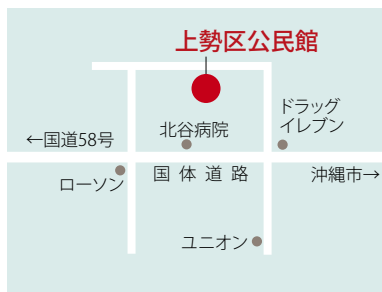 上勢区公民館
ドラッグ
イレブン
北谷病院
←国道58号
ローソン
国体道路
沖縄市→
ユニオン